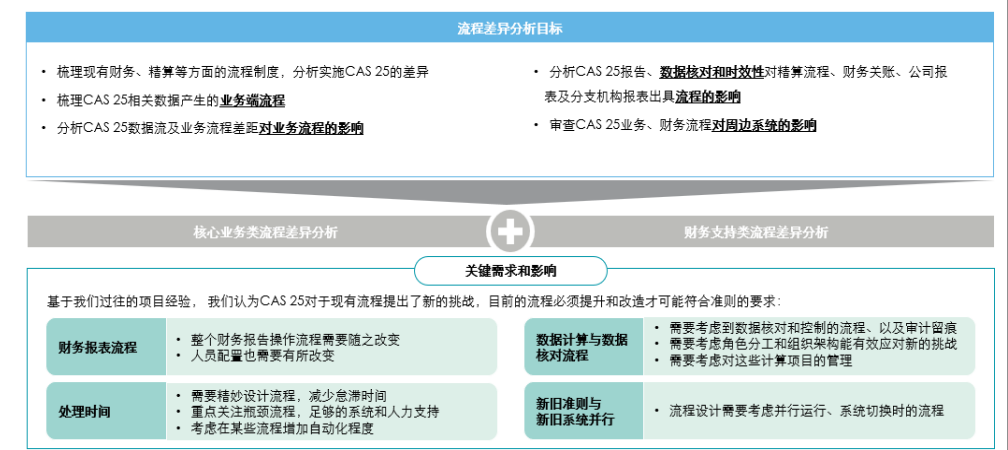 流程差异分析目标
• 梳理现有财务、精算等方面的流程制度，分析实施CAS 25的差异
• 梳理CAS 25相关数据产生的业务端流程
• 分析CAS 25数据流及业务流程差距对业务流程的影响
• 分析CAS 25报告、数据核对和时效性对精算流程、财务关账、公司报
表及分支机构报表出具流程的影响
• 审查CAS 25业务、财务流程对周边系统的影响
核心业务类流程差异分析
财务支持类流程差异分析
关键需求和影响
基于我们过往的项目经验， 我们认为CAS 25对于现有流程提出了新的挑战，目前的流程必须提升和改造才可能符合准则的要求：
财务报表流程
• 整个财务报告操作流程需要随之改变
• 人员配置也需要有所改变
数据计算与数据
核对流程
• 需要考虑到数据核对和控制的流程、以及审计留痕
• 需要考虑角色分工和组织架构能有效应对新的挑战
• 需要考虑对这些计算项目的管理
处理时间
• 需要精妙设计流程，减少怠滞时间
• 重点关注瓶颈流程，足够的系统和人力支持
• 考虑在某些流程增加自动化程度
新旧准则与
新旧系统并行
• 流程设计需要考虑并行运行、系统切换时的流程